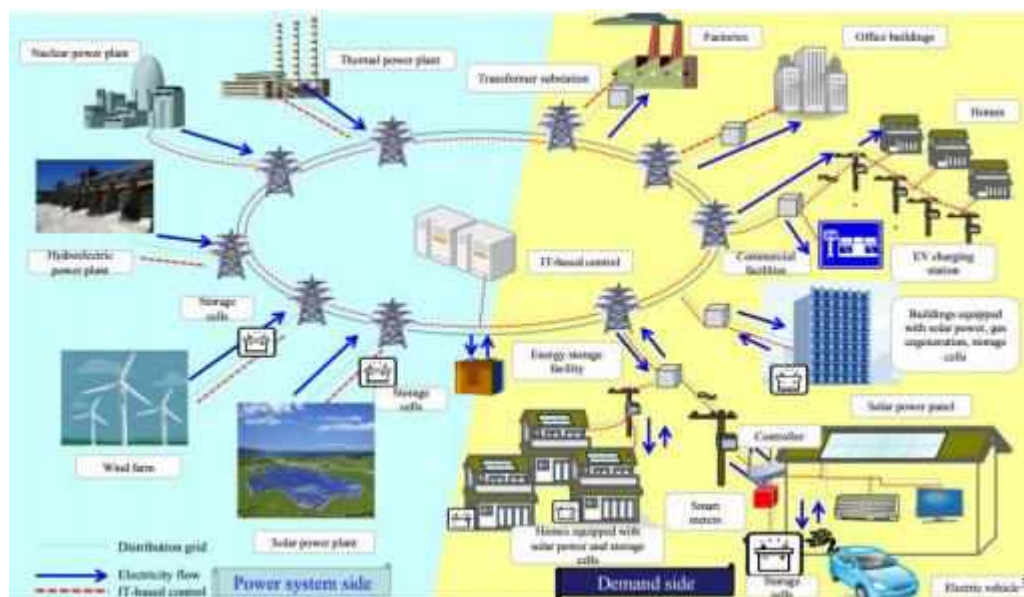 Nuclear power plant
Thermal power plant
Transformer substation
Factories
Office buildings
Homes
Hydroelectric
power plant
IT-based control
Commercial
facilities
EV charging
station
Storage
cells
Storage
cells
Energy storage
facility
Buildings equipped
with solar power, gas
cogeneration, storage
cells
Wind farm
Solar power plant
Solar power panel
Controller
Smart
meters
Homes equipped with
solar power and storage
cells
Storage
cells
Electric vehicle
Distribution grid
Electricity flow
IT-based control
Power system side
Demand side